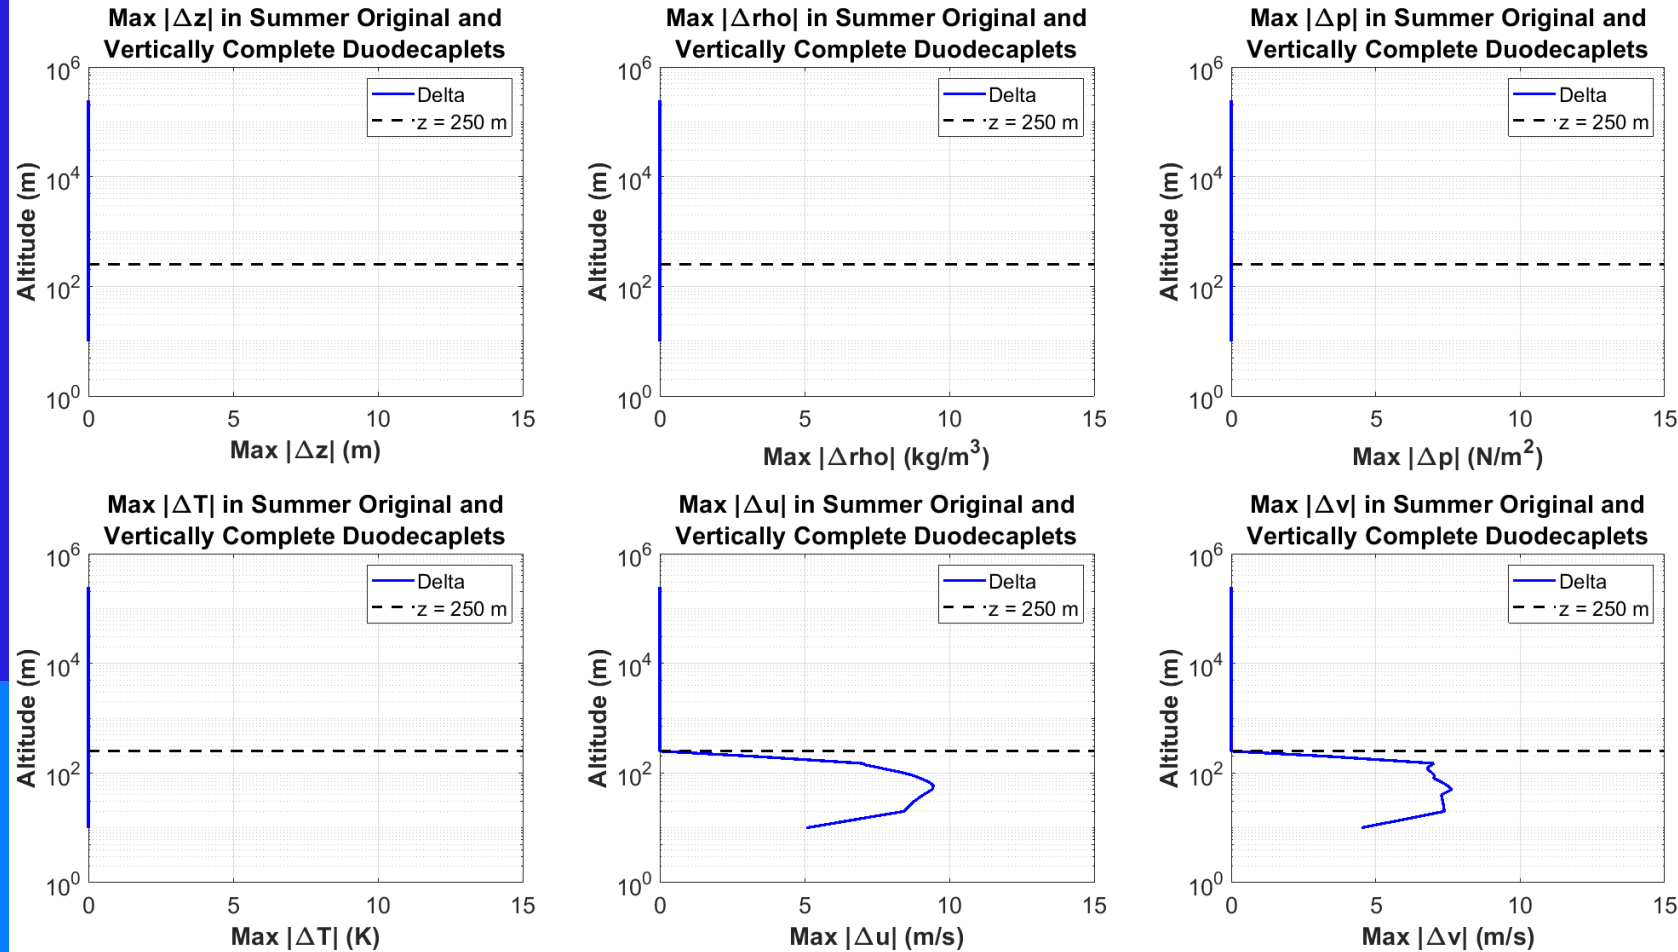 Max |Δz| in Summer Original and
Vertically Complete Duodecaplets
10^6
10^4
10^2
10^0
Altitude (m)
Delta
z = 250 m
0 5 10 15
Max |Δz| (m)
Max |Δrho| in Summer Original and
Vertically Complete Duodecaplets
10^6
10^4
10^2
10^0
Altitude (m)
Delta
z = 250 m
0 5 10 15
Max |Δrho| (kg/m^3)
Max |Δp| in Summer Original and
Vertically Complete Duodecaplets
10^6
10^4
10^2
10^0
Altitude (m)
Delta
z = 250 m
0 5 10 15
Max |Δp| (N/m^2)
Max |ΔT| in Summer Original and
Vertically Complete Duodecaplets
10^6
10^4
10^2
10^0
Altitude (m)
Delta
z = 250 m
0 5 10 15
Max |ΔT| (K)
Max |Δu| in Summer Original and
Vertically Complete Duodecaplets
10^6
10^4
10^2
10^0
Altitude (m)
Delta
z = 250 m
0 5 10 15
Max |Δu| (m/s)
Max |Δv| in Summer Original and
Vertically Complete Duodecaplets
10^6
10^4
10^2
10^0
Altitude (m)
Delta
z = 250 m
0 5 10 15
Max |Δv| (m/s)